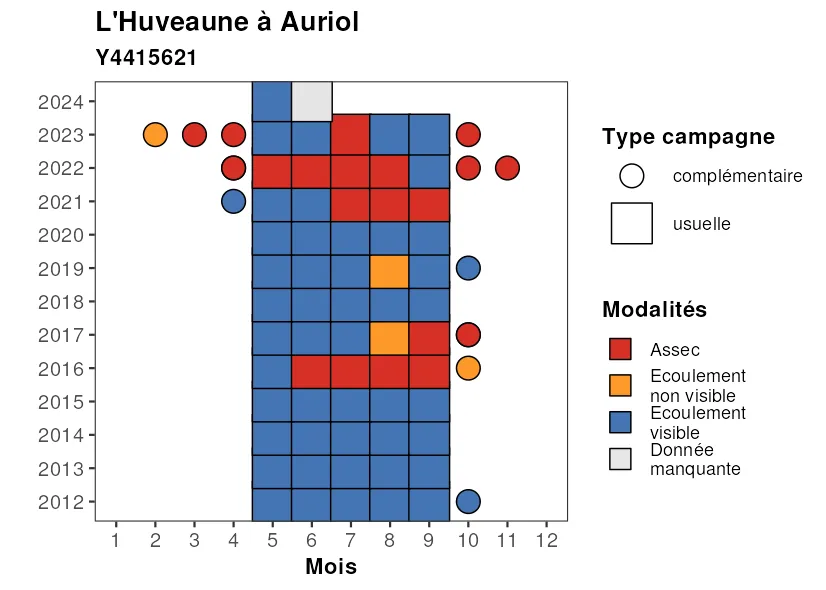 L'Huveaune à Auriol
Y4415621
2024
2023
2022
2021
2020
2019
2018
2017
2016
2015
2014
2013
2012
1 2 3 4 5 6 7 8 9 10 11 12
Mois
Type campagne
complémentaire
usuelle
Modalités
Assec
Ecoulement
non visible
Ecoulement
visible
Donnée
manquante